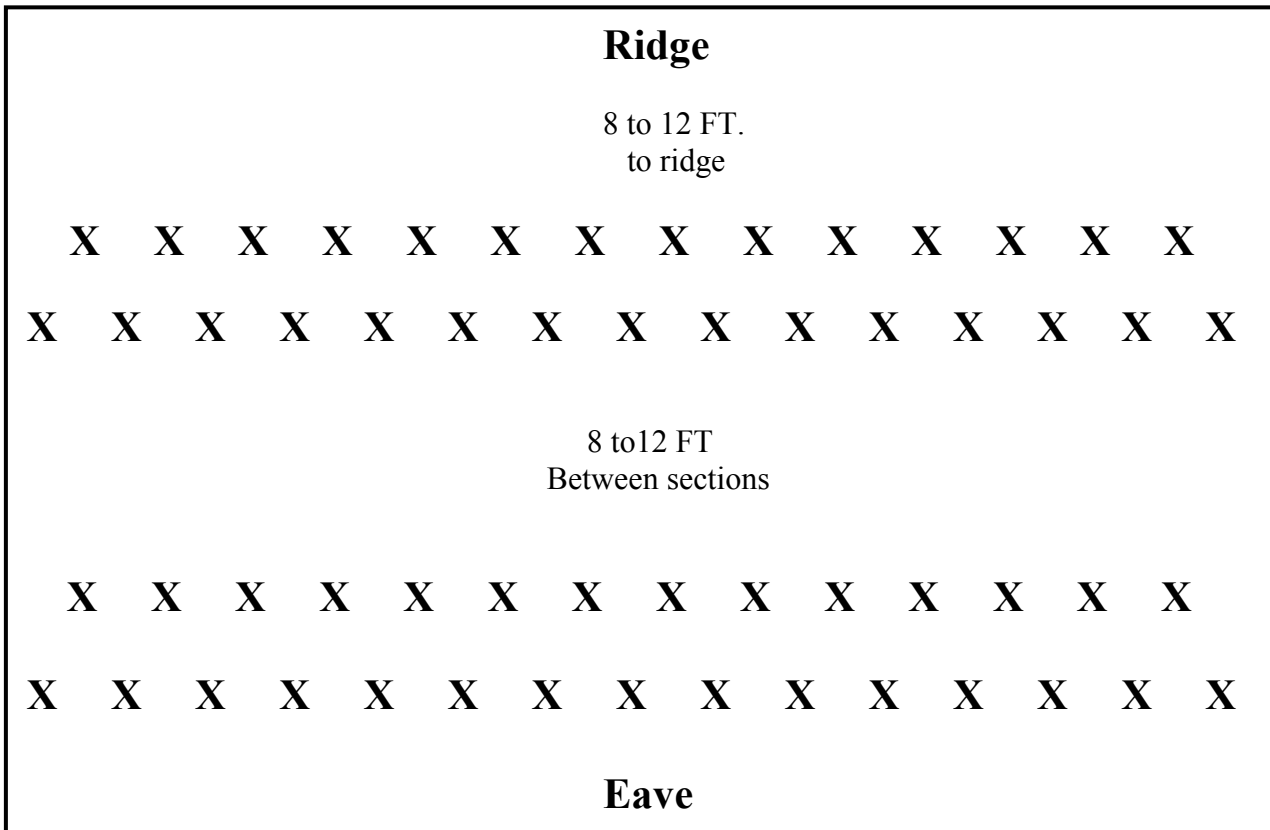 Ridge
8 to 12 FT.
to ridge
X X X X X X X X X X X X X X
X X X X X X X X X X X X X X X
8 to12 FT
Between sections
X X X X X X X X X X X X X X
X X X X X X X X X X X X X X X
Eave